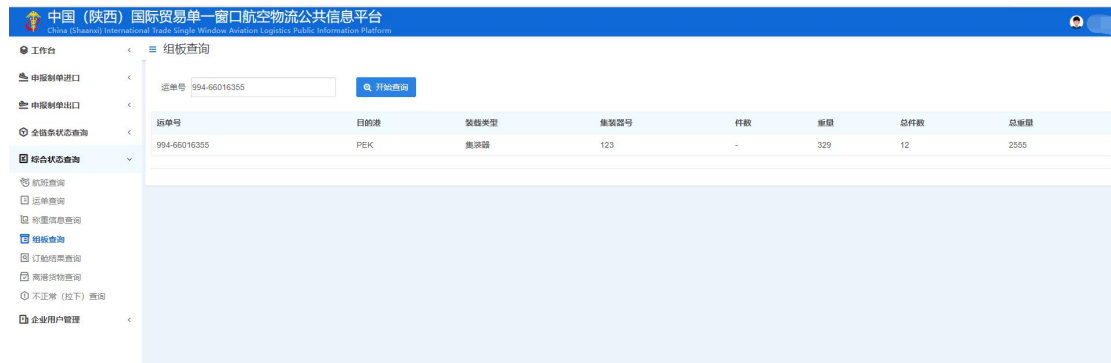 中国（陕西）国际贸易单一窗口航空物流公共信息平台
China (Shaanxi) International Trade Single Window Aviation Logistics Public Information Platform
工作台
组板查询
申报制单进口
运单号 994-66016355 开始查询
申报制单出口
全链条状态查询
运单号 目的港 装载类型 集装器号 件数 重量 总件数 总重量
994-66016355 PEK 集装器 123 - 329 12 2555
综合状态查询
航班查询
运单查询
称重信息查询
组板查询
订舱结果查询
离港货物查询
不正常（拉下）查询
企业用户管理